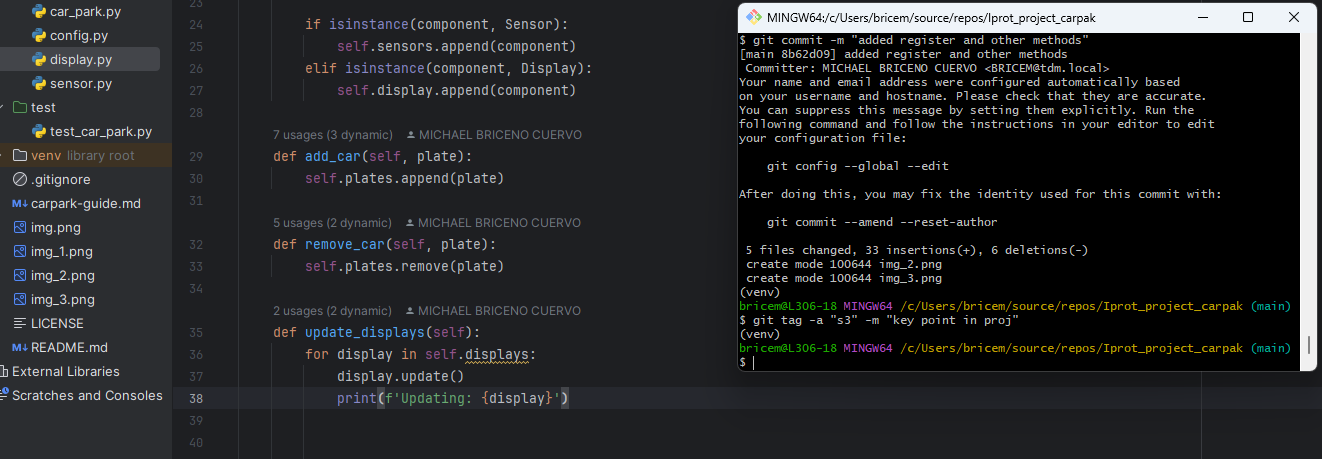 car_park.py
config.py
display.py
sensor.py
test
test_car_park.py
venv library root
.gitignore
carpark-guide.md
img.png
img_1.png
img_2.png
img_3.png
LICENSE
README.md
External Libraries
Scratches and Consoles
23
24 if isinstance(component, Sensor):
25 self.sensors.append(component)
26 elif isinstance(component, Display):
27 self.display.append(component)
28
7 usages (3 dynamic) MICHAEL BRICENO CUERVO
29 def add_car(self, plate):
30 self.plates.append(plate)
31
5 usages (2 dynamic) MICHAEL BRICENO CUERVO
32 def remove_car(self, plate):
33 self.plates.remove(plate)
34
2 usages (2 dynamic) MICHAEL BRICENO CUERVO
35 def update_displays(self):
36 for display in self.displays:
37 display.update()
38 print(f'Updating: {display}')
39
40
MINGW64:/c/Users/bricem/source/repos/Iprot_project_carpak
$ git commit -m "added register and other methods"
[main 8b62d09] added register and other methods
Committer: MICHAEL BRICENO CUERVO <BRICEM@tdm.local>
Your name and email address were configured automatically based
on your username and hostname. Please check that they are accurate.
You can suppress this message by setting them explicitly. Run the
following command and follow the instructions in your editor to edit
your configuration file:
git config --global --edit
After doing this, you may fix the identity used for this commit with:
git commit --amend --reset-author
5 files changed, 33 insertions(+), 6 deletions(-)
create mode 100644 img_2.png
create mode 100644 img_3.png
(venv)
bricem@L306-18 MINGW64 /c/Users/bricem/source/repos/Iprot_project_carpak (main)
$ git tag -a "s3" -m "key point in proj"
(venv)
bricem@L306-18 MINGW64 /c/Users/bricem/source/repos/Iprot_project_carpak (main)
$